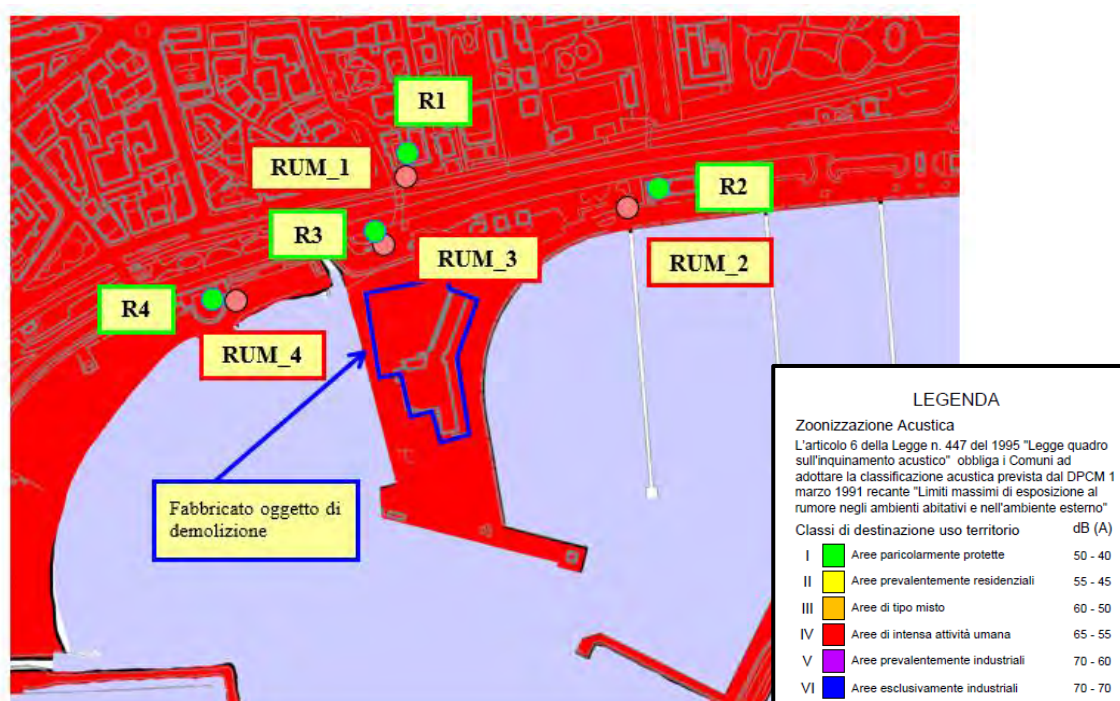 R1
RUM_1
R2
R3
RUM_3
RUM_2
R4
RUM_4
Fabbricato oggetto di
demolizione
LEGENDA
Zoonizzazione Acustica
L'articolo 6 della Legge n. 447 del 1995 "Legge quadro
sull'inquinamento acustico" obbliga i Comuni ad
adottare la classificazione acustica prevista dal DPCM 1
marzo 1991 recante "Limiti massimi di esposizione al
rumore negli ambienti abitativi e nell'ambiente esterno"
Classi di destinazione uso territorio dB (A)
I Aree paricolarmente protette 50 - 40
II Aree prevalentemente residenziali 55 - 45
III Aree di tipo misto 60 - 50
IV Aree di intensa attività umana 65 - 55
V Aree prevalentemente industriali 70 - 60
VI Aree esclusivamente industriali 70 - 70